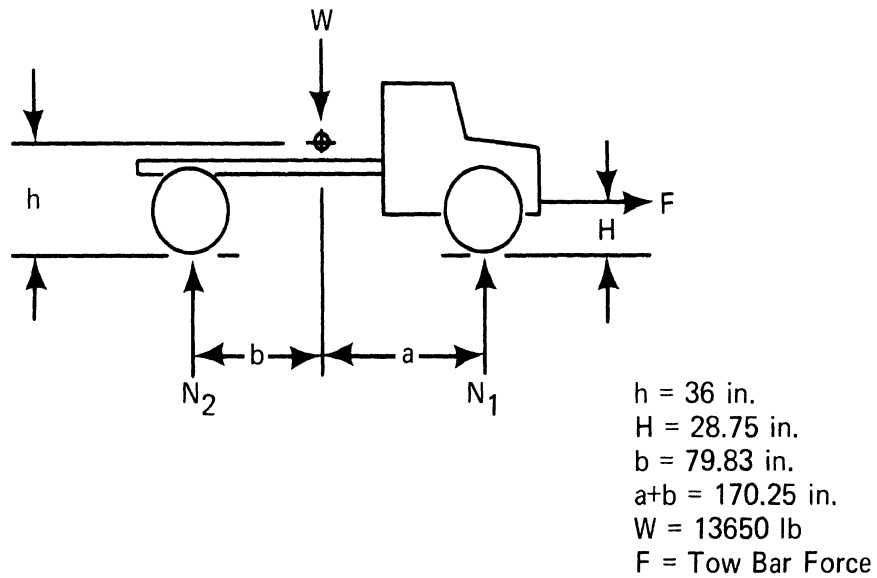 W
h
F
H
b
a
N2
N1
h = 36 in.
H = 28.75 in.
b = 79.83 in.
a+b = 170.25 in.
W = 13650 lb
F = Tow Bar Force